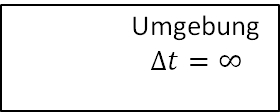 Umgebung
Δt = ∞